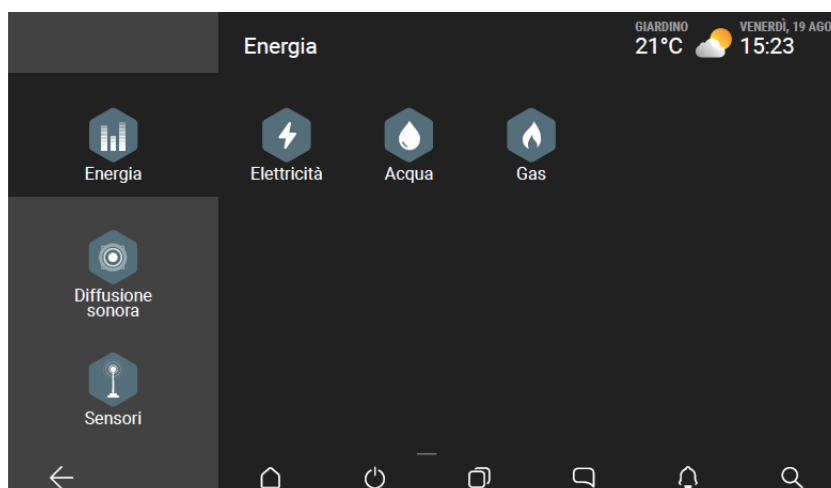 Energia
GIARDINO
21°C
VENERDÌ, 19 AGO
15:23
Energia
Elettricità
Acqua
Gas
Diffusione
sonora
Sensori